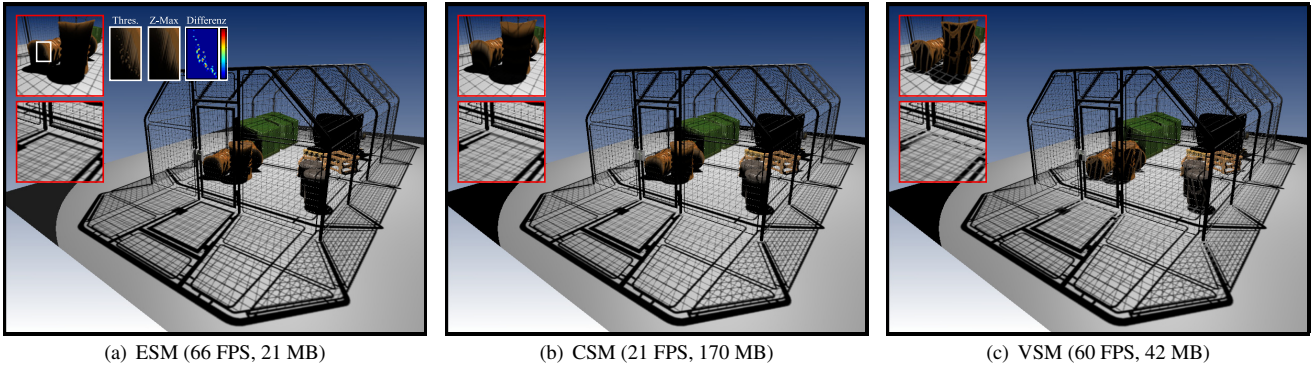 Thres. Z-Max Differenz
(a) ESM (66 FPS, 21 MB)
(b) CSM (21 FPS, 170 MB)
(c) VSM (60 FPS, 42 MB)